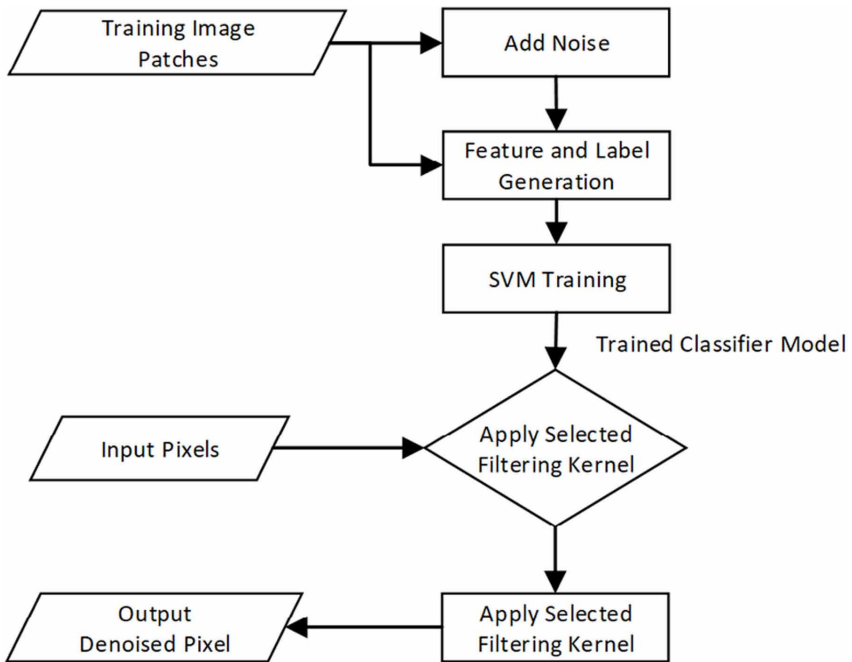 Training Image
Patches
Add Noise
Feature and Label
Generation
SVM Training
Trained Classifier Model
Input Pixels
Apply Selected
Filtering Kernel
Output
Denoised Pixel
Apply Selected
Filtering Kernel